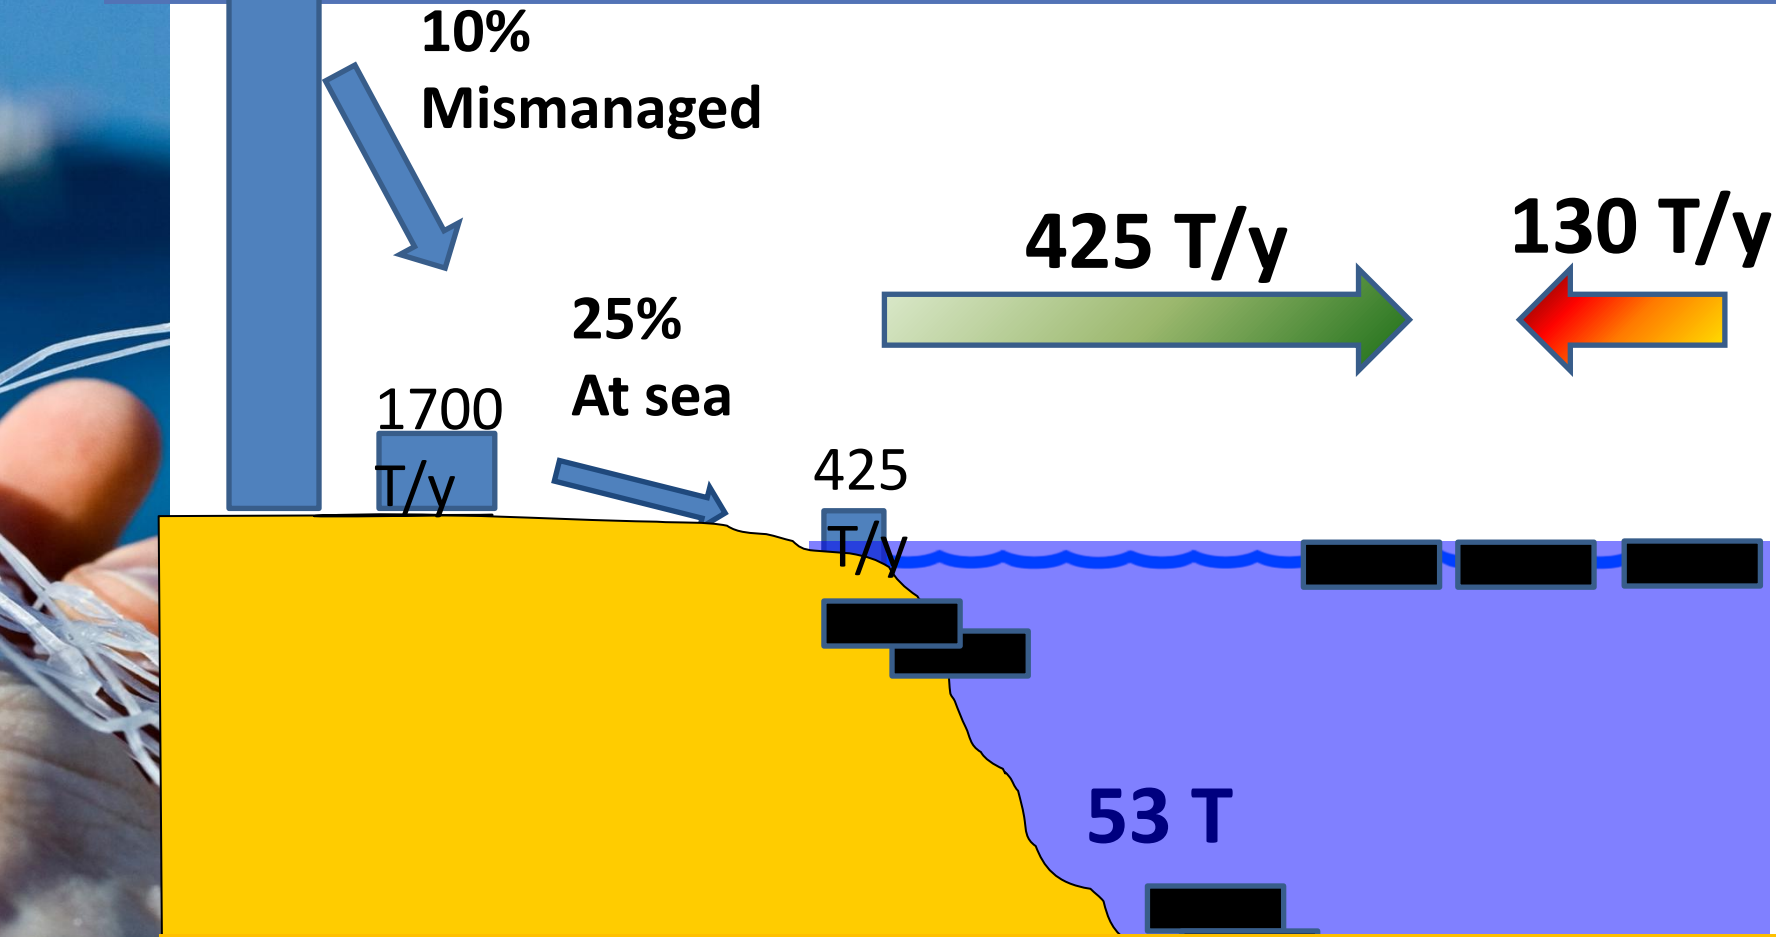 10%
Mismanaged
425 T/y
130 T/y
25%
At sea
1700
T/y
425
T/y
53 T